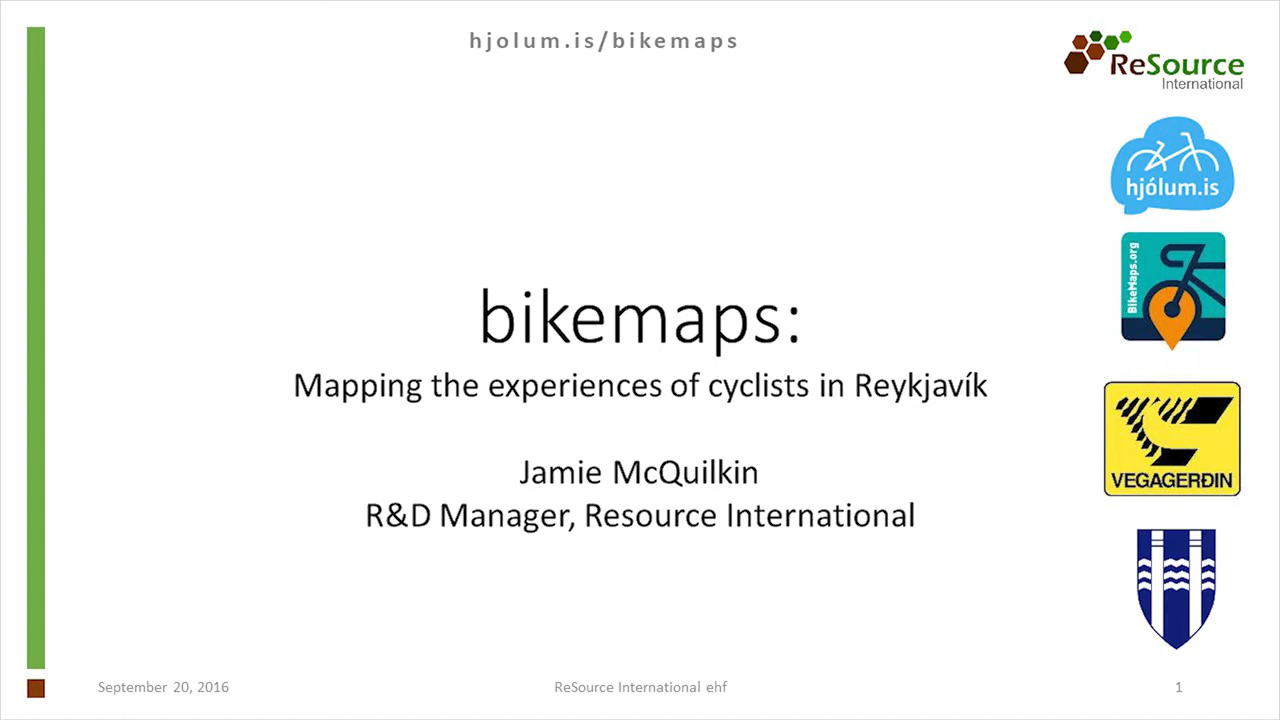 hjolum.is/bikemaps
ReSource
International
hjólum.is
BikeMaps.org
bikemaps:
Mapping the experiences of cyclists in Reykjavík
VEGAGERÐIN
Jamie McQuilkin
R&D Manager, Resource International
September 20, 2016
ReSource International ehf
1